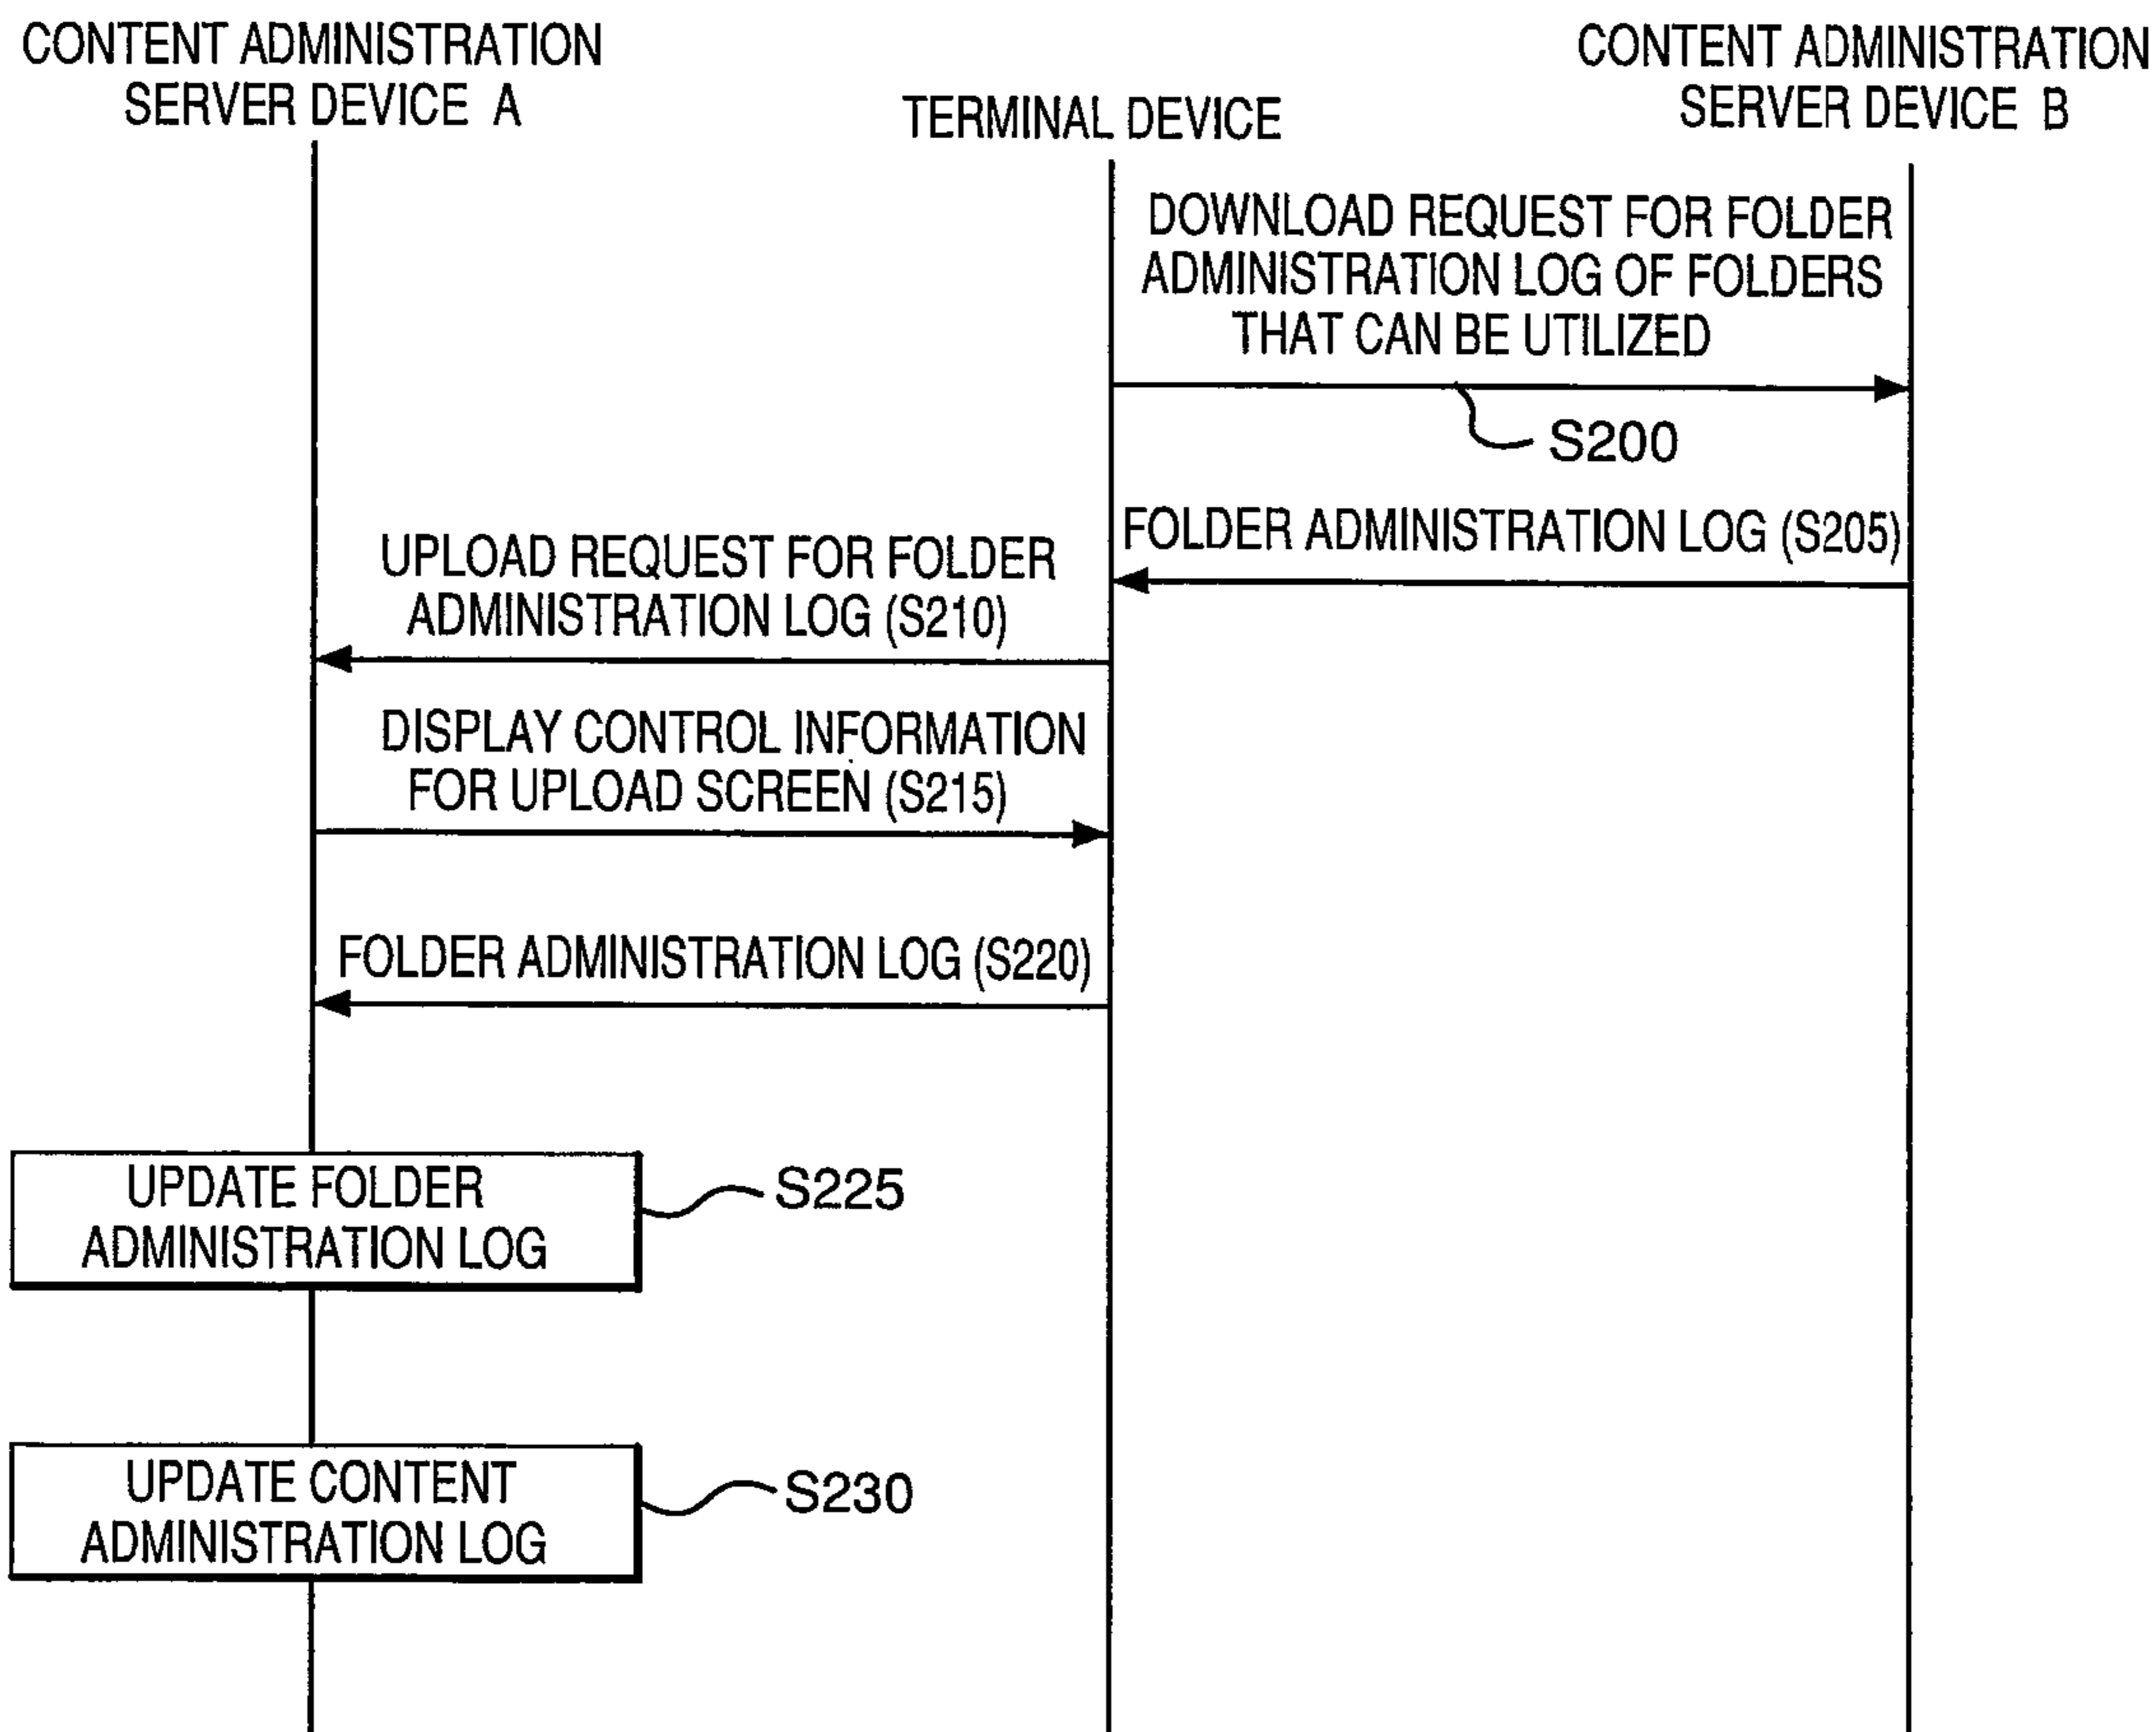 CONTENT ADMINISTRATION
SERVER DEVICE A
TERMINAL DEVICE
CONTENT ADMINISTRATION
SERVER DEVICE B
DOWNLOAD REQUEST FOR FOLDER
ADMINISTRATION LOG OF FOLDERS
THAT CAN BE UTILIZED
S200
FOLDER ADMINISTRATION LOG (S205)
UPLOAD REQUEST FOR FOLDER
ADMINISTRATION LOG (S210)
DISPLAY CONTROL INFORMATION
FOR UPLOAD SCREEN (S215)
FOLDER ADMINISTRATION LOG (S220)
UPDATE FOLDER
ADMINISTRATION LOG
S225
UPDATE CONTENT
ADMINISTRATION LOG
S230